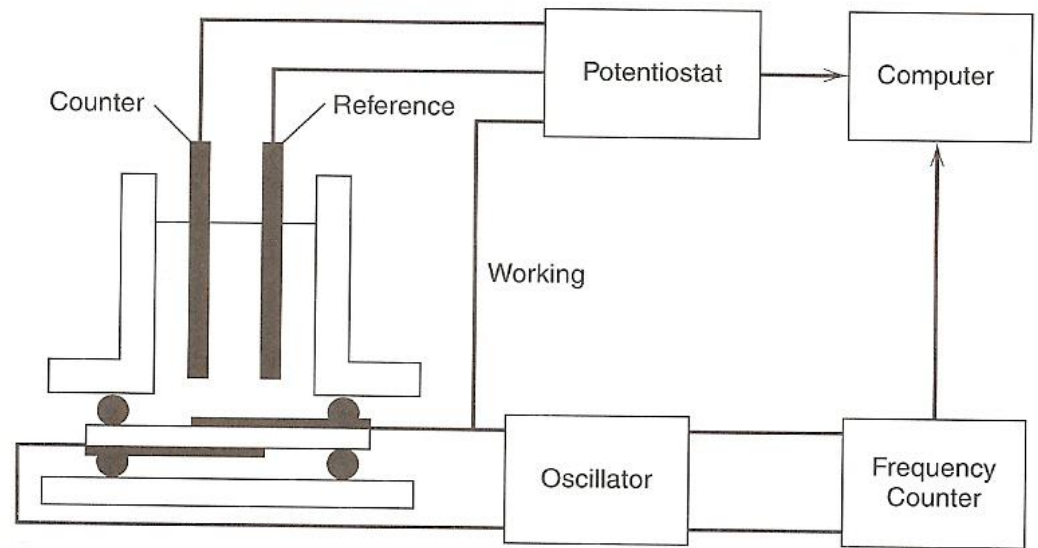 Potentiostat
Computer
Counter
Reference
Working
Oscillator
Frequency
Counter